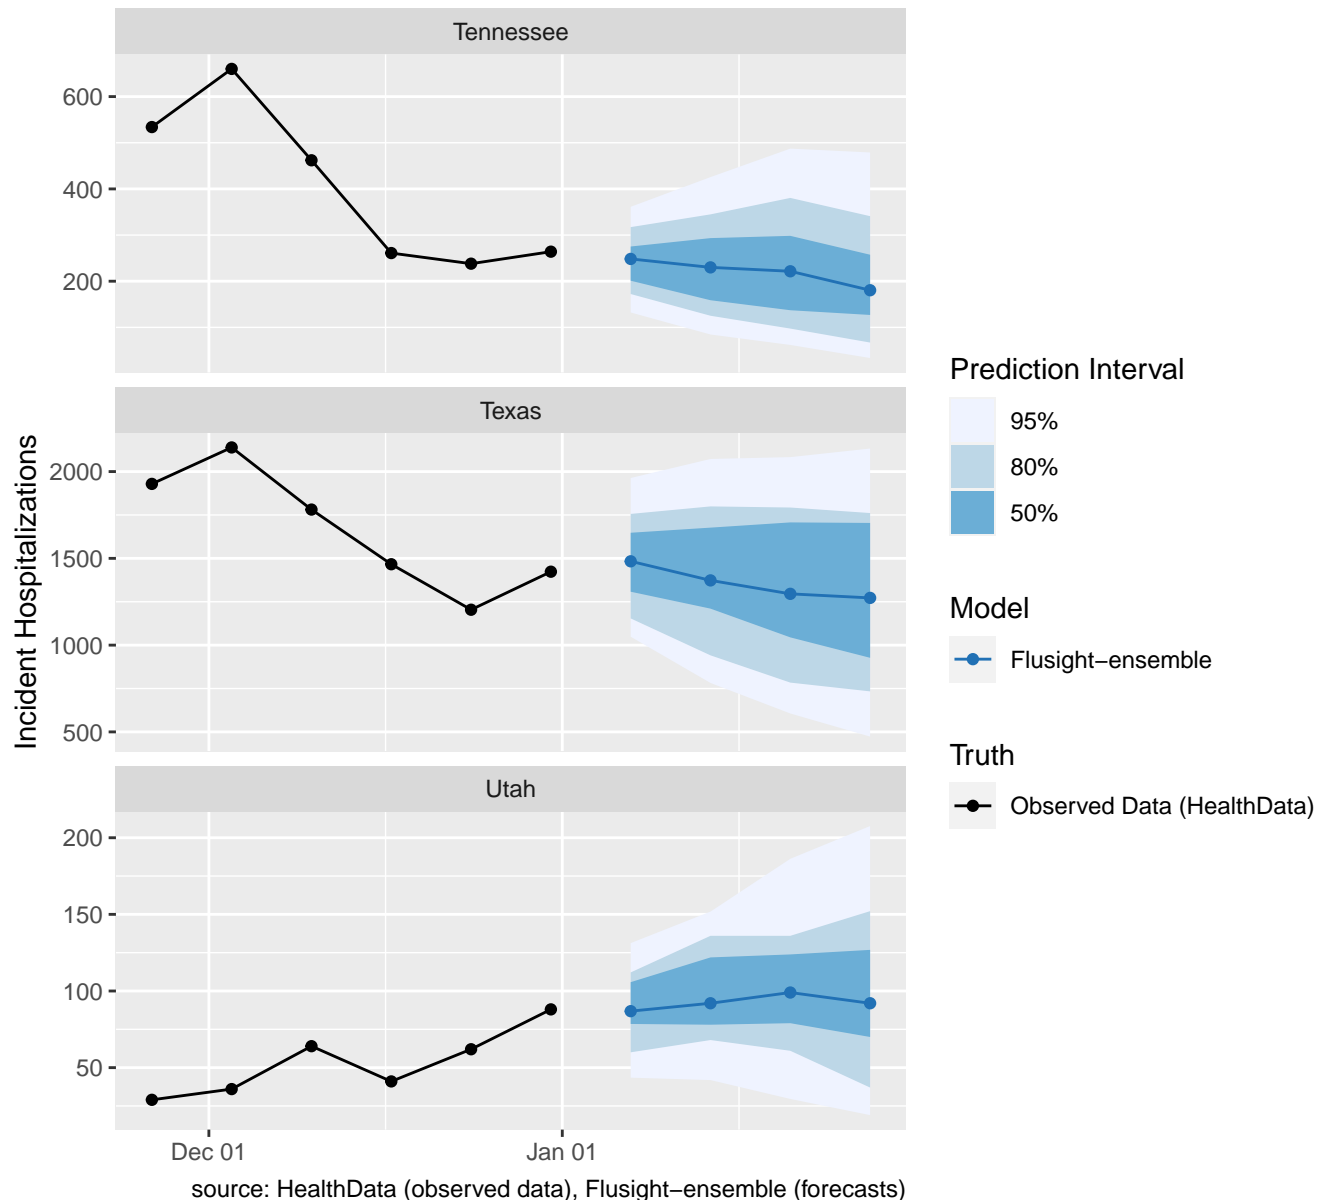 Tennessee
600
400
200
Texas
2000
1500
1000
500
Utah
200
150
100
50
Dec 01
Jan 01
Incident Hospitalizations
source: HealthData (observed data), Flusight−ensemble (forecasts)
Prediction Interval
95%
80%
50%
Model
Flusight−ensemble
Truth
Observed Data (HealthData)